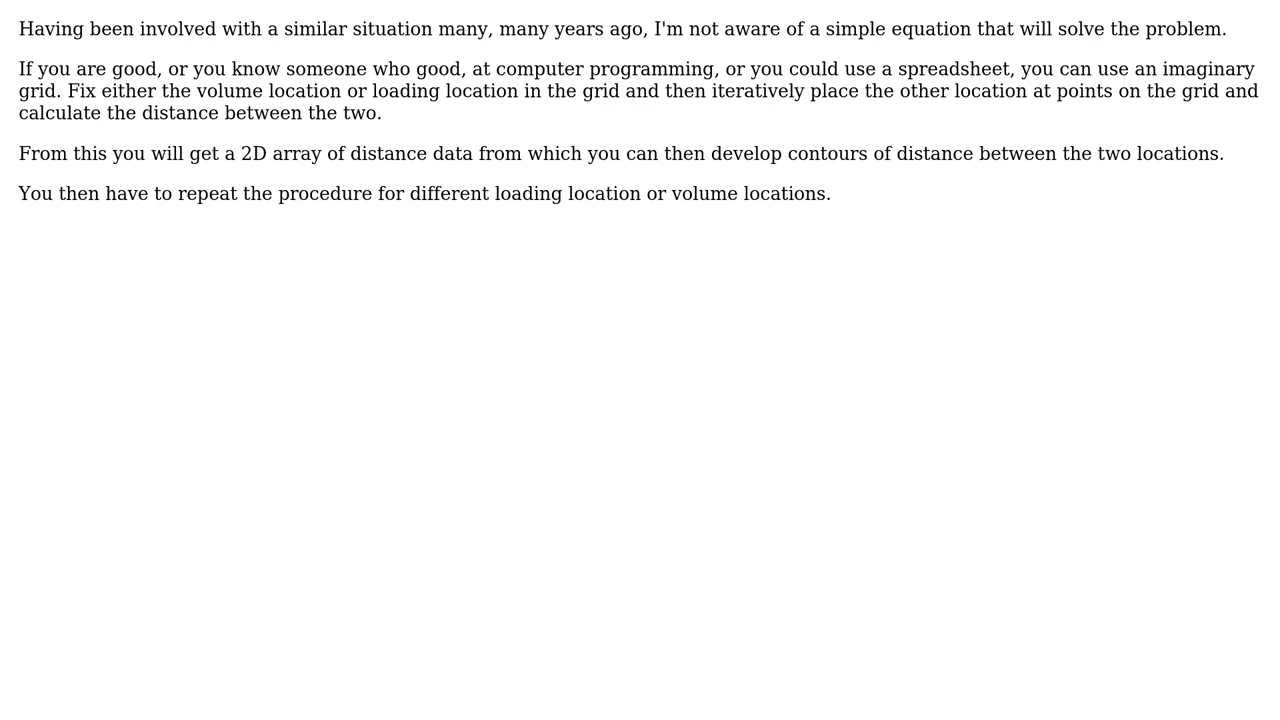 Having been involved with a similar situation many, many years ago, I'm not aware of a simple equation that will solve the problem.
If you are good, or you know someone who good, at computer programming, or you could use a spreadsheet, you can use an imaginary
grid. Fix either the volume location or loading location in the grid and then iteratively place the other location at points on the grid and
calculate the distance between the two.
From this you will get a 2D array of distance data from which you can then develop contours of distance between the two locations.
You then have to repeat the procedure for different loading location or volume locations.